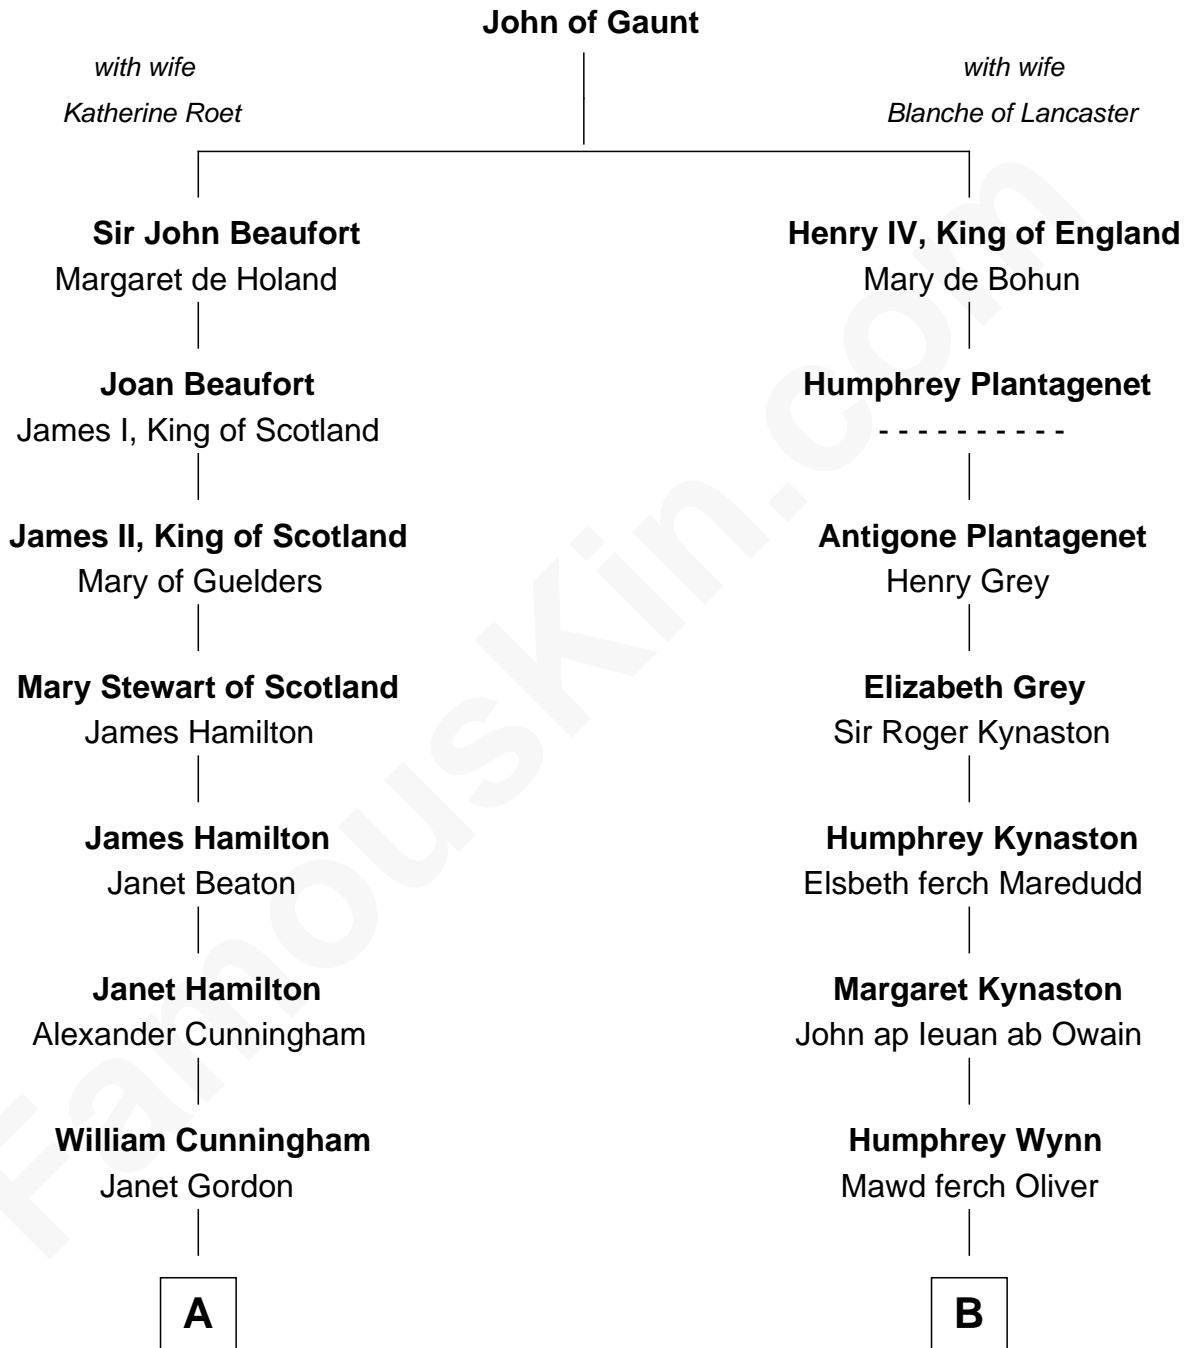 John of Gaunt
with wife
Katherine Roet
with wife
Blanche of Lancaster
Sir John Beaufort
Margaret de Holand
Henry IV, King of England
Mary de Bohun
Joan Beaufort
James I, King of Scotland
Humphrey Plantagenet
- - - - - - - - - -
James II, King of Scotland
Mary of Guelders
Antigone Plantagenet
Henry Grey
Mary Stewart of Scotland
James Hamilton
Elizabeth Grey
Sir Roger Kynaston
James Hamilton
Janet Beaton
Humphrey Kynaston
Elsbeth ferch Maredudd
Janet Hamilton
Alexander Cunningham
Margaret Kynaston
John ap Ieuan ab Owain
William Cunningham
Janet Gordon
Humphrey Wynn
Mawd ferch Oliver
A
B
FamousKin.com